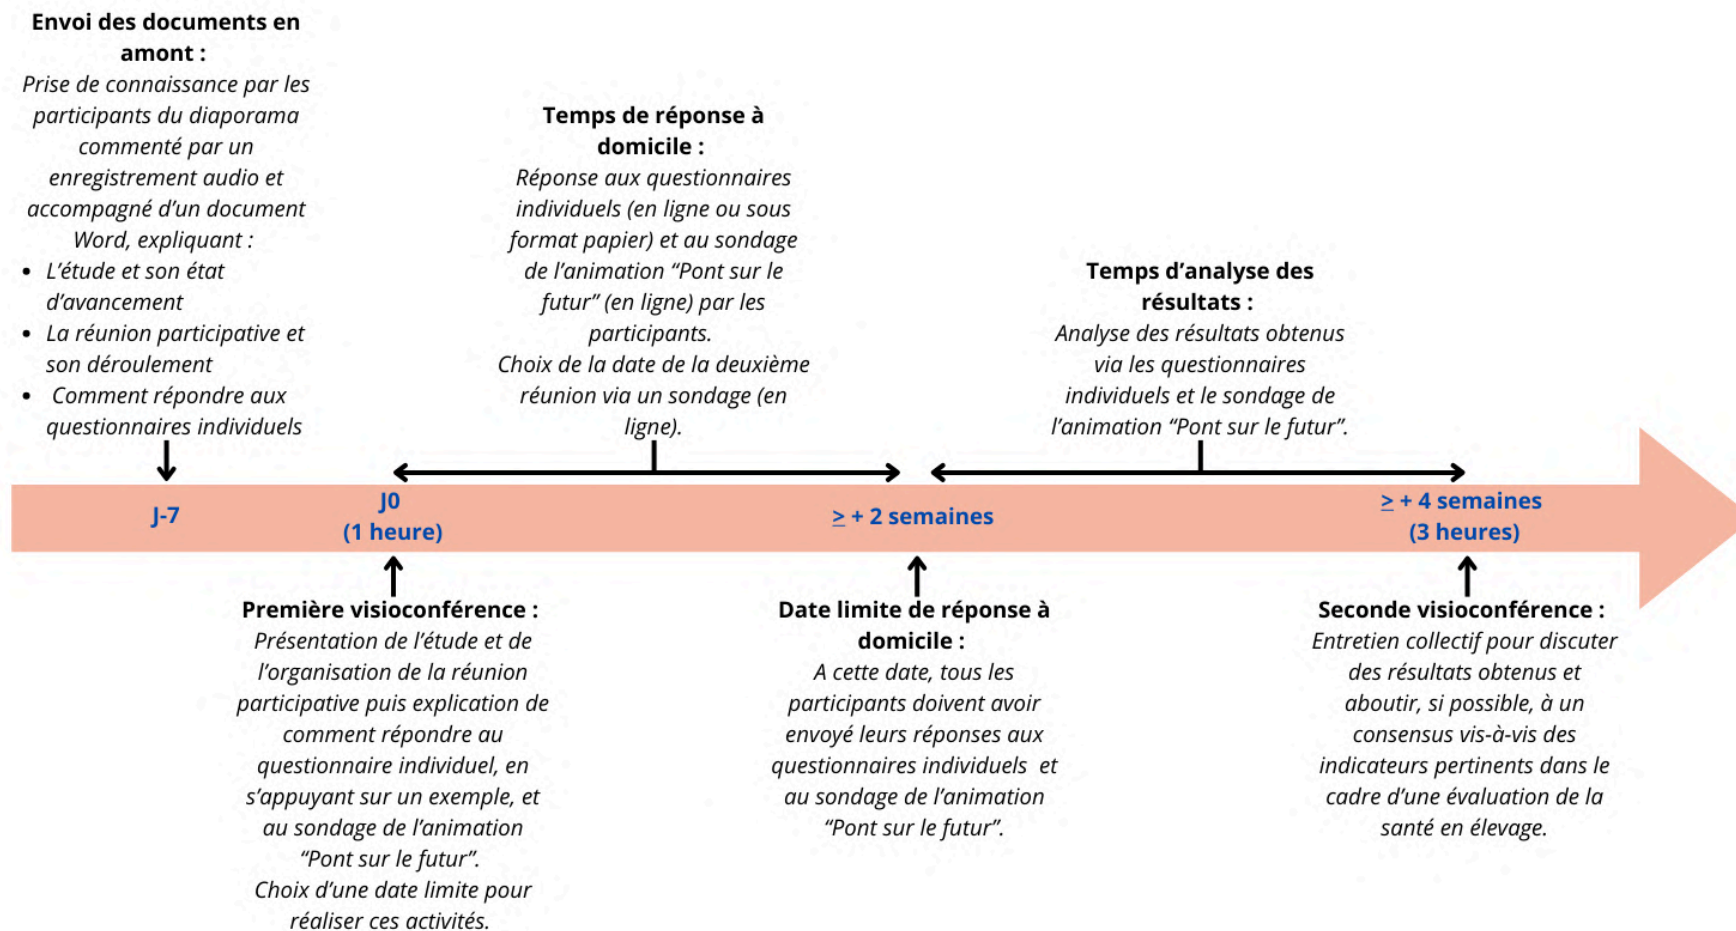 Envoi des documents en
amont :
Prise de connaissance par les
participants du diaporama
commenté par un
enregistrement audio et
accompagné d’un document
Word, expliquant :
• L’étude et son état
d’avancement
• La réunion participative et
son déroulement
• Comment répondre aux
questionnaires individuels
Temps de réponse à
domicile :
Réponse aux questionnaires
individuels (en ligne ou sous
format papier) et au sondage
de l’animation “Pont sur le
futur” (en ligne) par les
participants.
Choix de la date de la deuxième
réunion via un sondage (en
ligne).
Temps d’analyse des
résultats :
Analyse des résultats obtenus
via les questionnaires
individuels et le sondage de
l’animation “Pont sur le futur”.
J-7
J0
(1 heure)
≥ + 2 semaines
≥ + 4 semaines
(3 heures)
Première visioconférence :
Présentation de l’étude et de
l’organisation de la réunion
participative puis explication de
comment répondre au
questionnaire individuel, en
s’appuyant sur un exemple, et
au sondage de l’animation
“Pont sur le futur”.
Choix d’une date limite pour
réaliser ces activités.
Date limite de réponse à
domicile :
A cette date, tous les
participants doivent avoir
envoyé leurs réponses aux
questionnaires individuels et
au sondage de l’animation
“Pont sur le futur”.
Seconde visioconférence :
Entretien collectif pour discuter
des résultats obtenus et
aboutir, si possible, à un
consensus vis-à-vis des
indicateurs pertinents dans le
cadre d’une évaluation de la
santé en élevage.